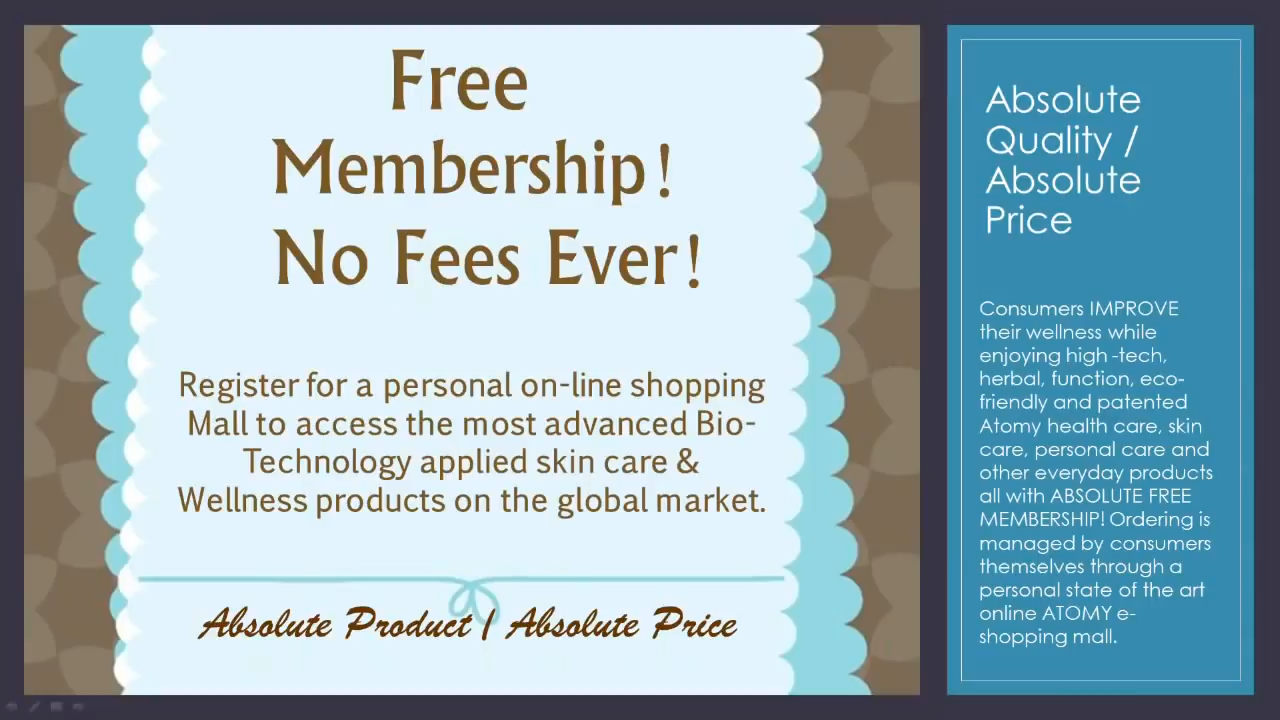 Free
Membership!
No Fees Ever!
Register for a personal on-line shopping
Mall to access the most advanced Bio-
Technology applied skin care &
Wellness products on the global market.
Absolute Product | Absolute Price
Absolute
Quality /
Absolute
Price
Consumers IMPROVE
their wellness while
enjoying high-tech,
herbal, function, eco-
friendly and patented
Atomy health care, skin
care, personal care and
other everyday products
all with ABSOLUTE FREE
MEMBERSHIP! Ordering is
managed by consumers
themselves through a
personal state of the art
online ATOMY e-
shopping mall.